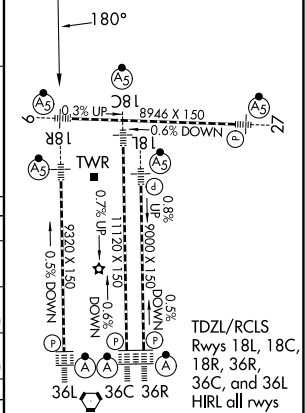 180°
A5
A5
18C
0.3% UP
8946 X 150
9
27
0.6% DOWN
P
18R
18L
A5
A5
TWR
P
0.7% UP
0.8%
UP
9320 X 150
11120 X 150
9000 X 150
0.5% DOWN
0.6%
DOWN
0.5%
DOWN
P
P
P
A
A
A
36L
36C
36R
TDZL/RCLS
Rwys 18L, 18C,
18R, 36R,
36C, and 36L
HIRL all rwys